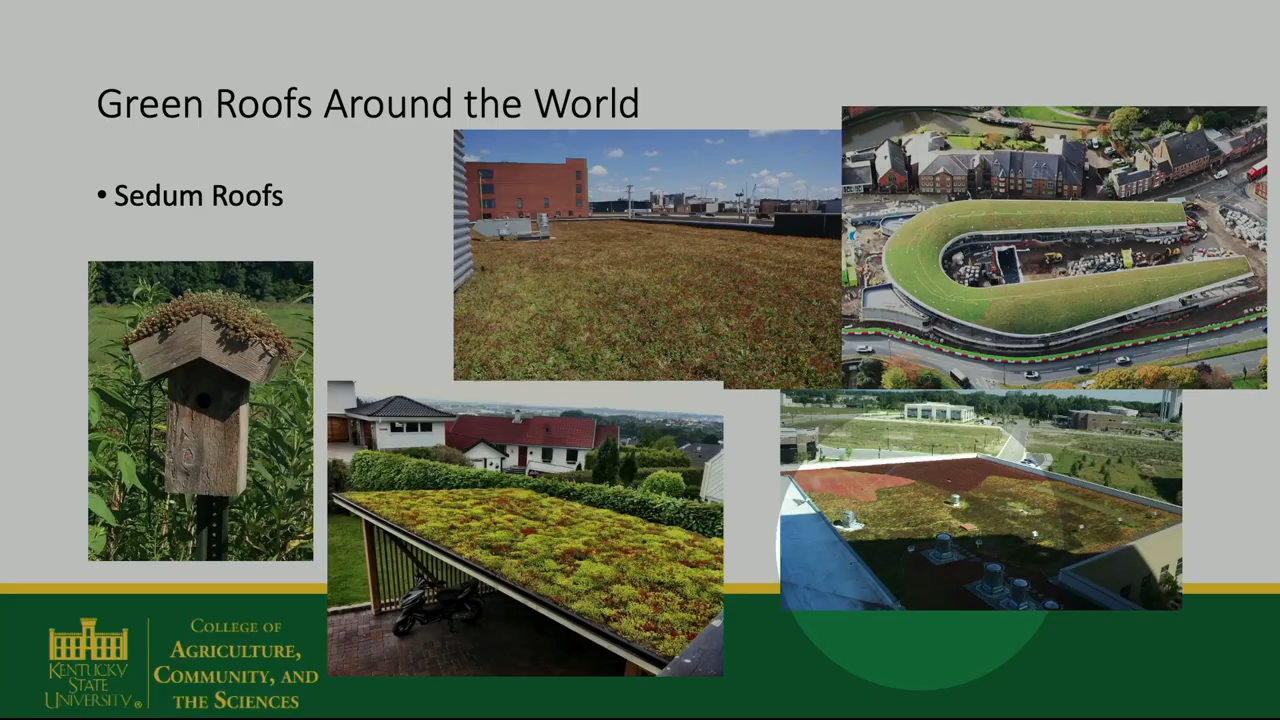 Green Roofs Around the World
• Sedum Roofs
KENTUCKY
STATE
UNIVERSITY®
COLLEGE OF
AGRICULTURE,
COMMUNITY, AND
THE SCIENCES